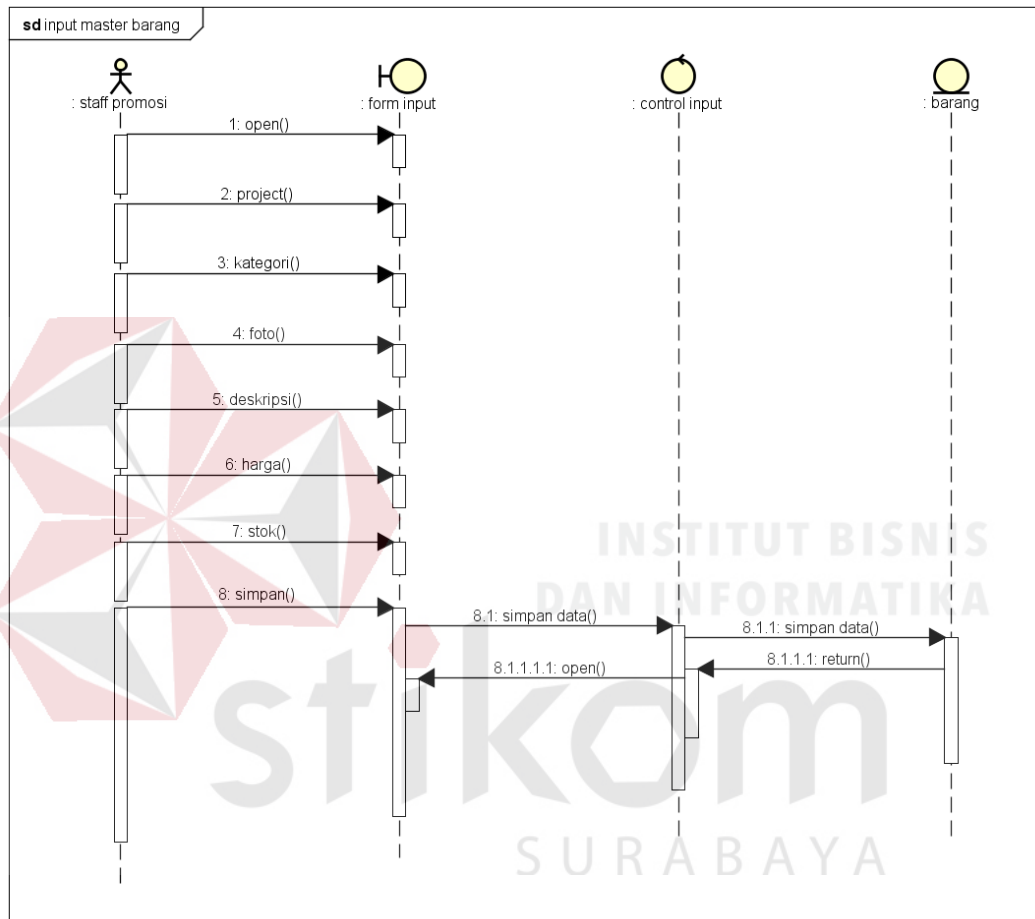 sd input master barang
: staff promosi
: form input
: control input
: barang
1: open()
2: project()
3: kategori()
4: foto()
5: deskripsi()
6: harga()
7: stok()
8: simpan()
8.1: simpan data()
8.1.1: simpan data()
8.1.1.1: return()
8.1.1.1.1: open()
INSTITUT BISNIS
DAN INFORMATIKA
stikom
SURABAYA